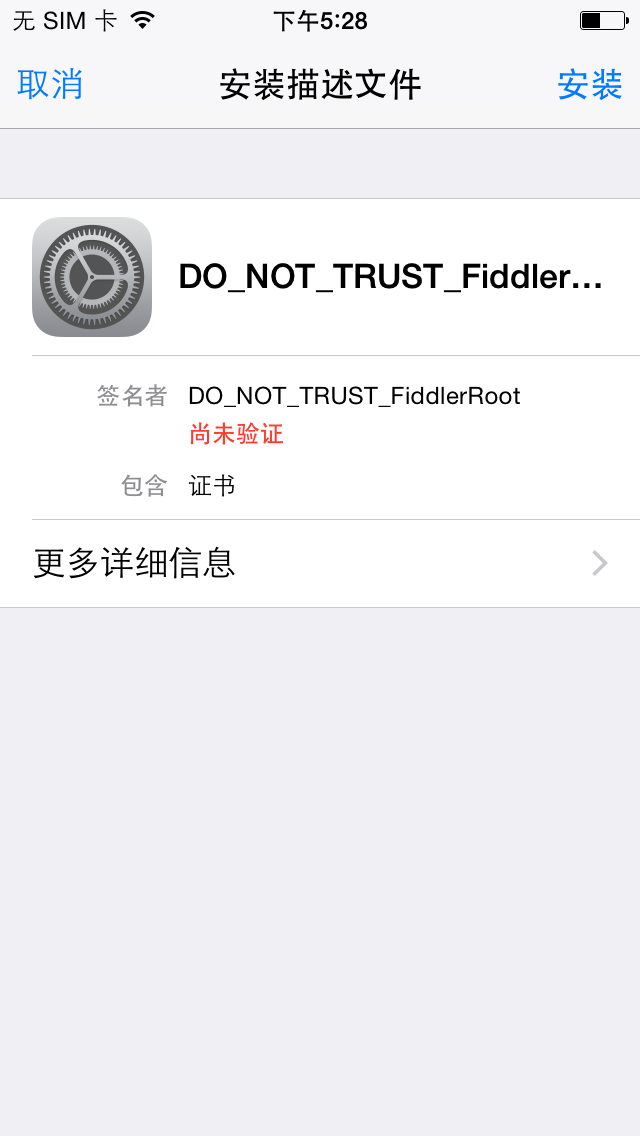 无 SIM 卡 下午5:28
取消 安装描述文件 安装
DO_NOT_TRUST_Fiddler...
签名者 DO_NOT_TRUST_FiddlerRoot
尚未验证
包含 证书
更多详细信息